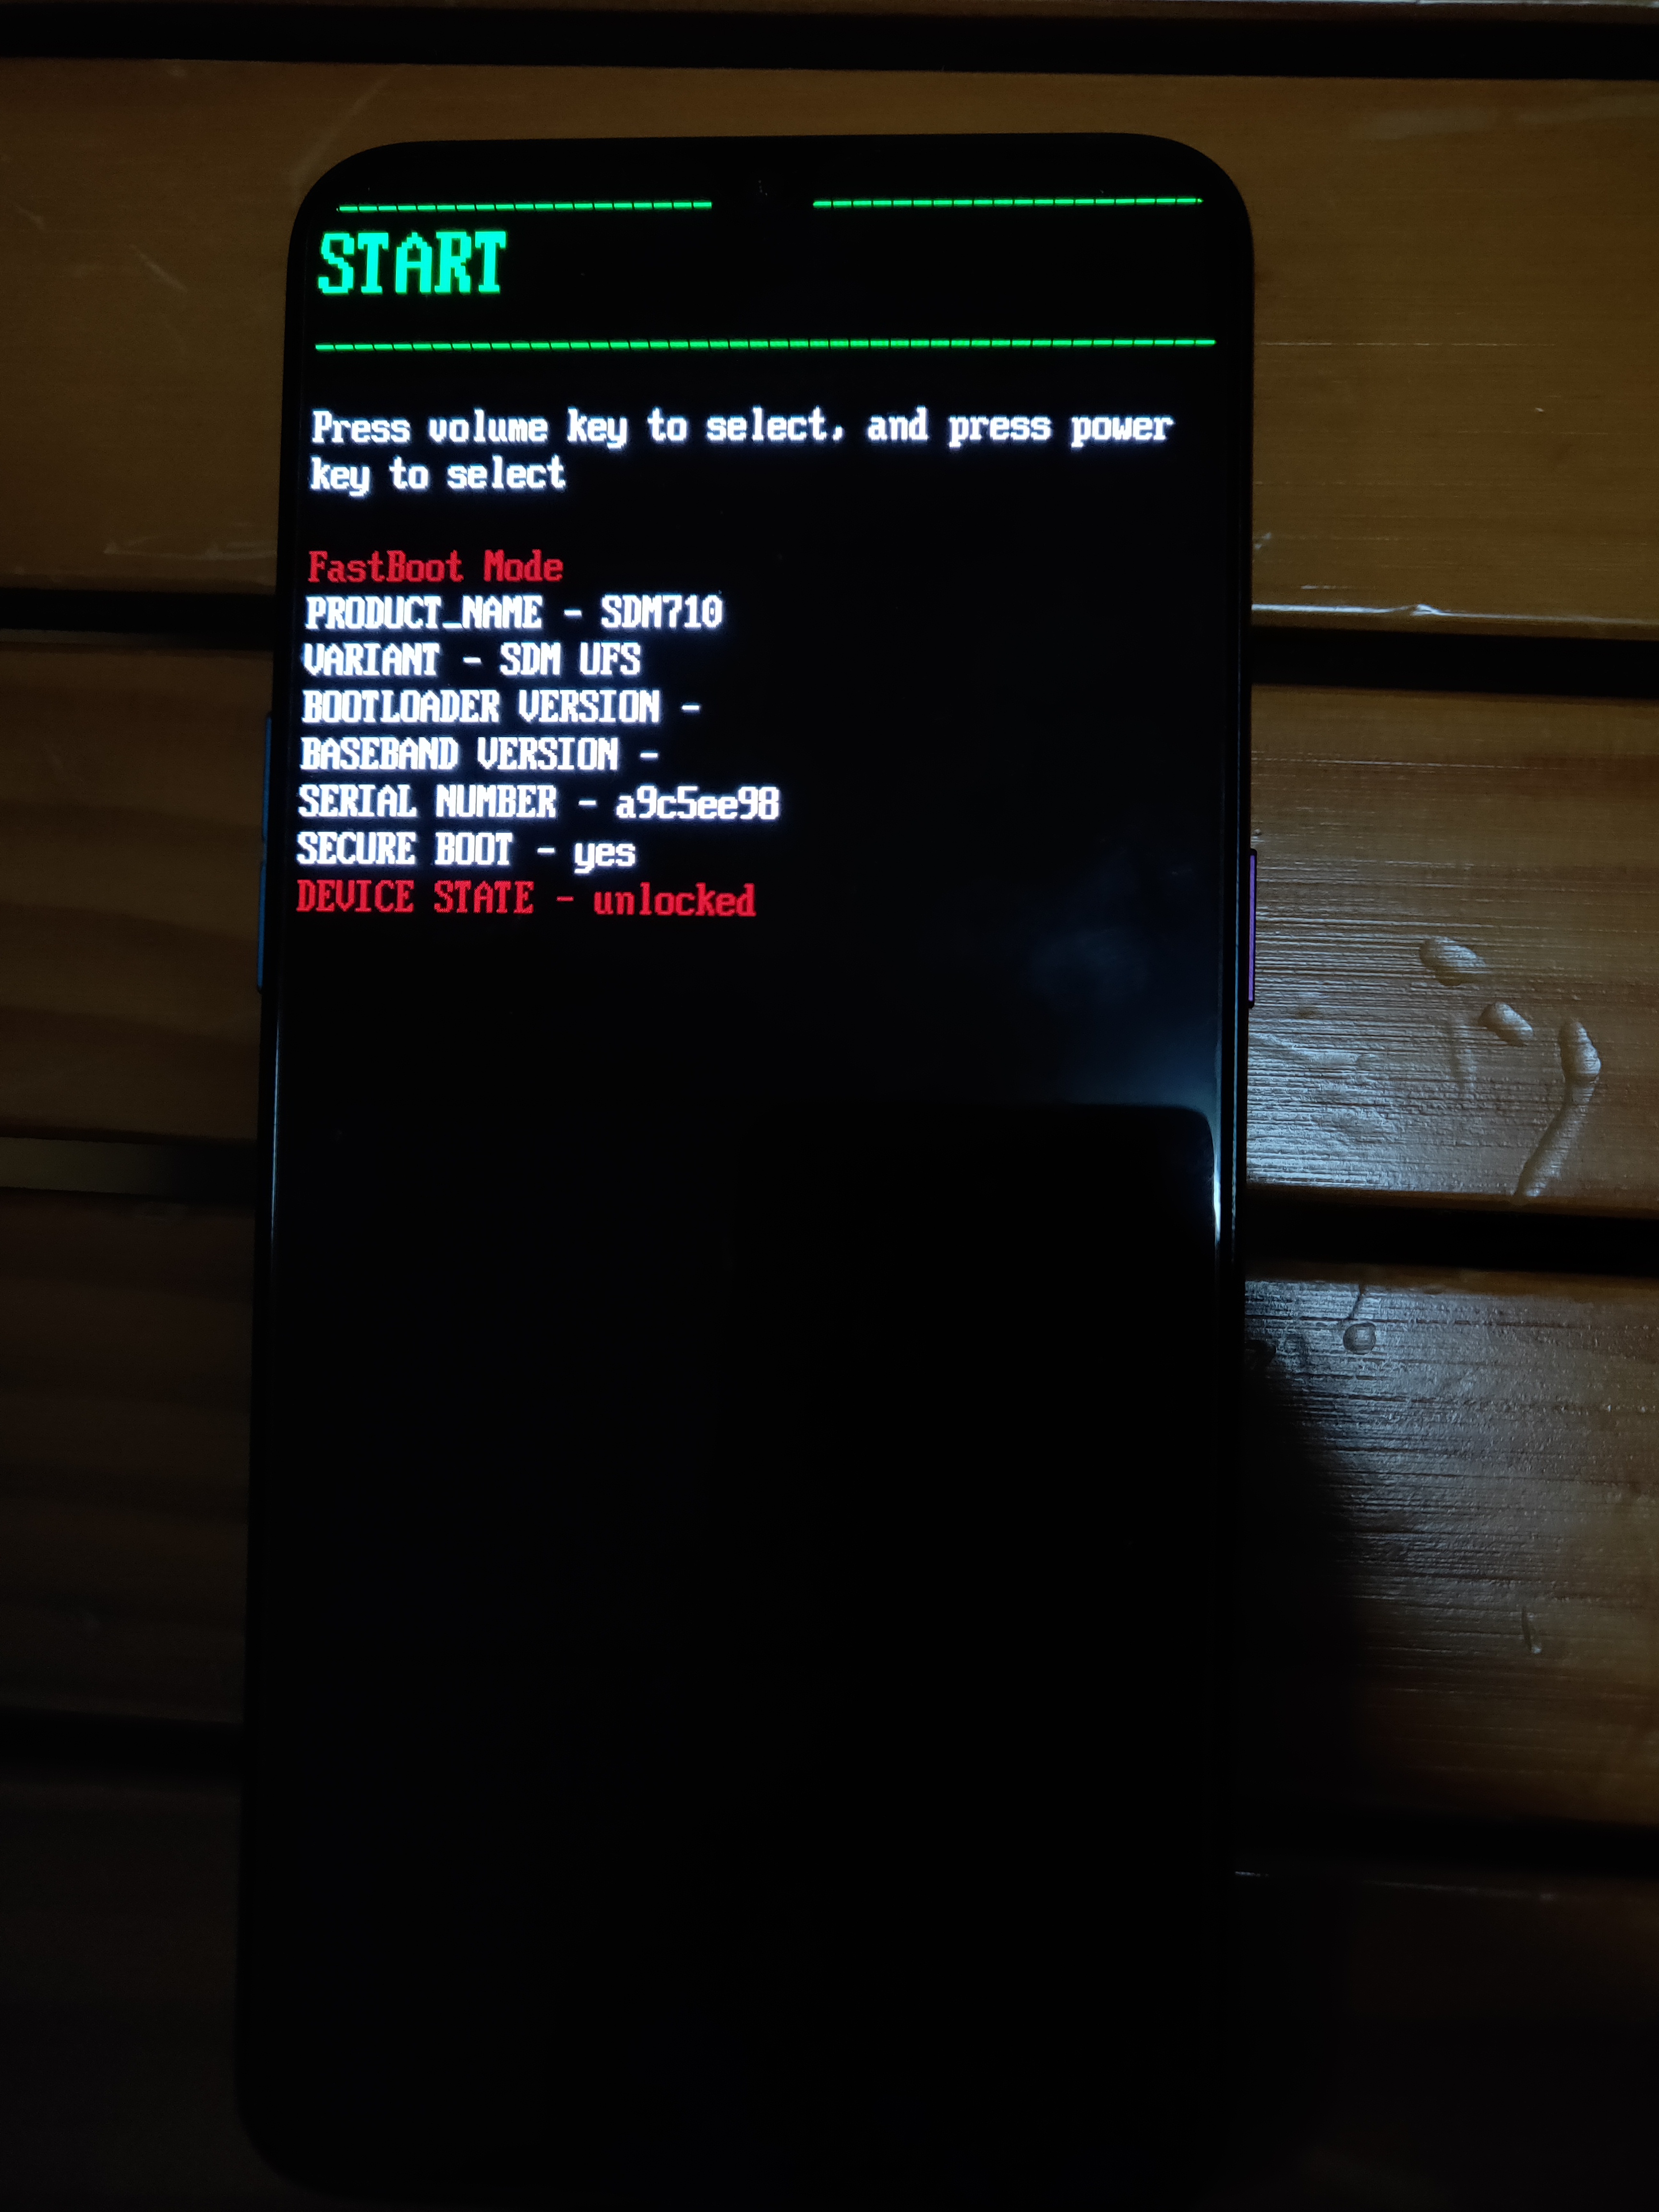 START
Press volume key to select, and press power
key to select
FastBoot Mode
PRODUCT_NAME - SDM710
VARIANT - SDM UFS
BOOTLOADER VERSION -
BASEBAND VERSION -
SERIAL NUMBER - a9c5ee98
SECURE BOOT - yes
DEVICE STATE - unlocked